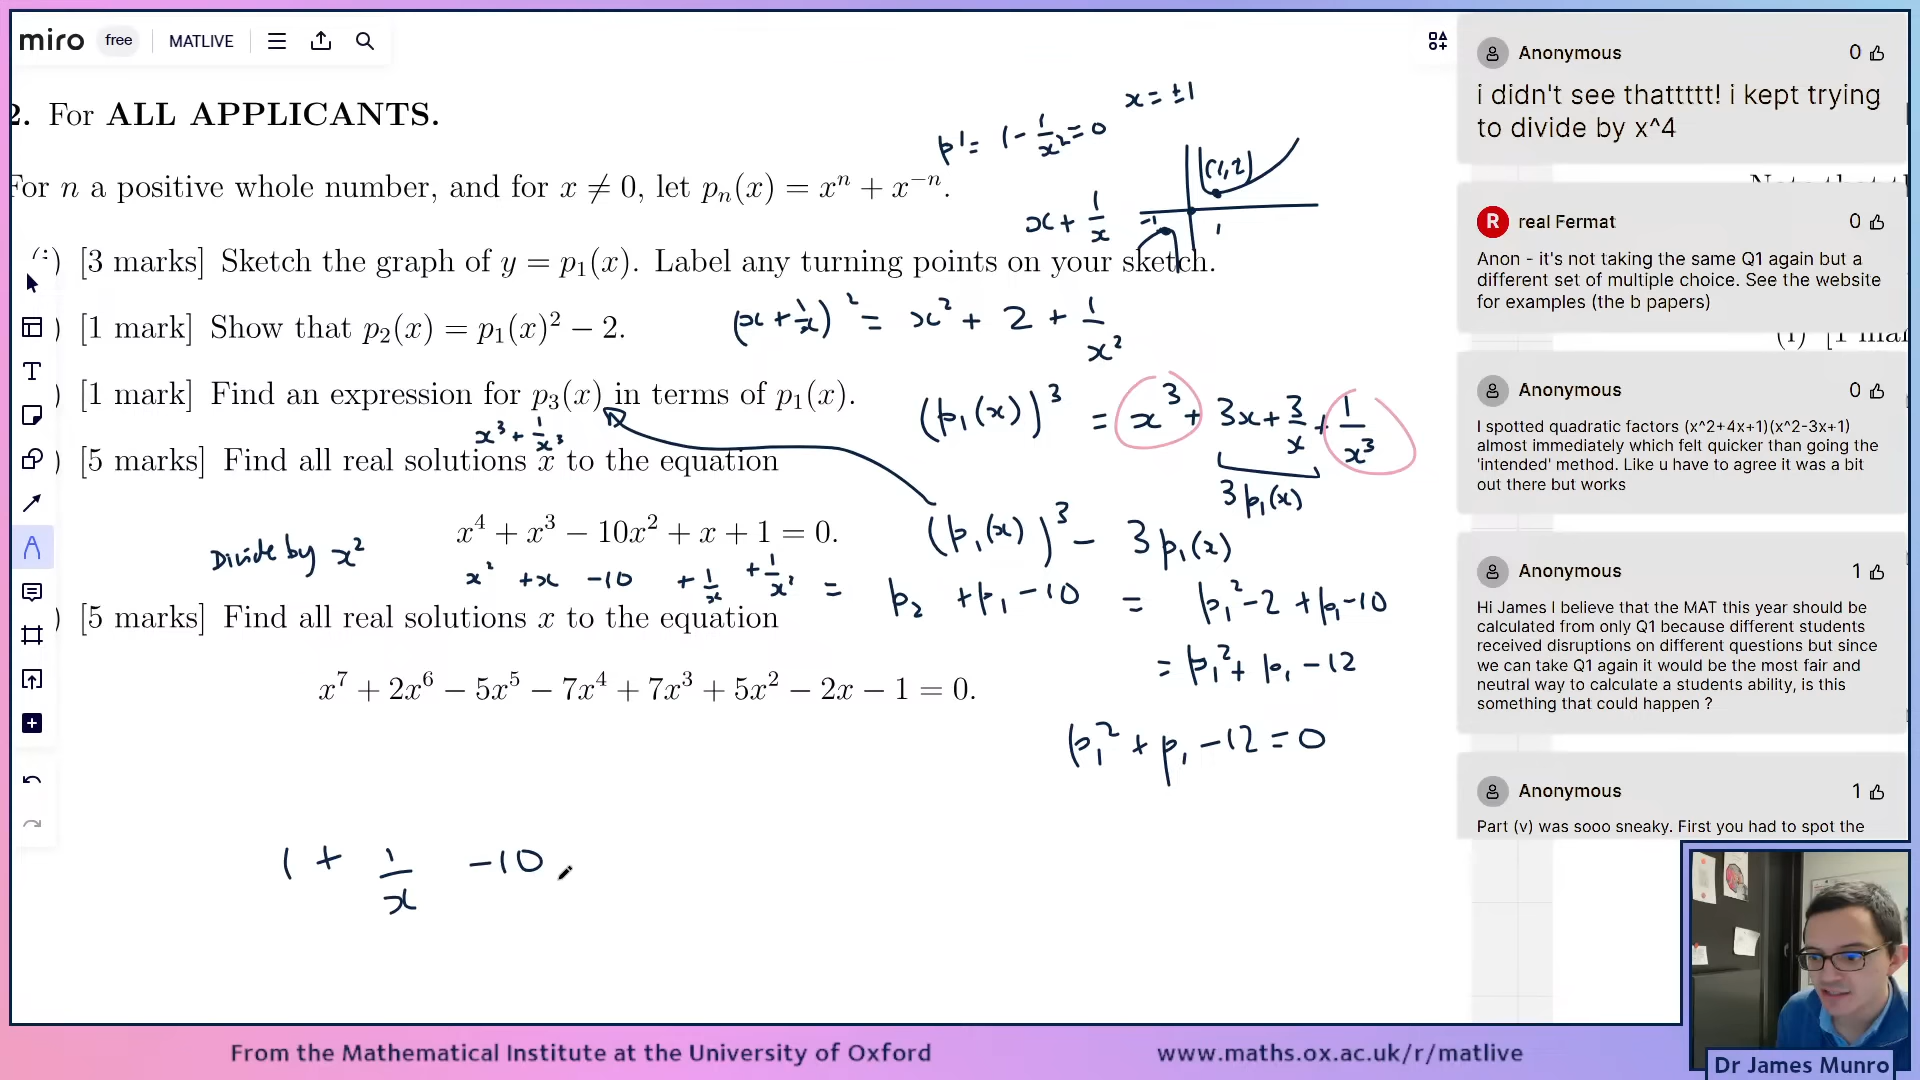 miro free MATLIVE
2. For ALL APPLICANTS.
For n a positive whole number, and for x ≠ 0, let pₙ(x) = xⁿ + x⁻ⁿ.
p' = 1 - 1/x² = 0 x = ±1
x + 1/x
(1,2)
-1
1
) [3 marks] Sketch the graph of y = p₁(x). Label any turning points on your sketch.
) [1 mark] Show that p₂(x) = p₁(x)² − 2.
(x + 1/x)² = x² + 2 + 1/x²
) [1 mark] Find an expression for p₃(x) in terms of p₁(x).
(p₁(x))³ = x³ + 3x + 3/x + 1/x³
x³ + 1/x³
3p₁(x)
) [5 marks] Find all real solutions x to the equation
x⁴ + x³ − 10x² + x + 1 = 0.
(p₁(x))³ - 3p₁(x)
Divide by x²
x² + x - 10 + 1/x + 1/x² = p₂ + p₁ - 10 = p₁² - 2 + p₁ - 10
= p₁² + p₁ - 12
) [5 marks] Find all real solutions x to the equation
x⁷ + 2x⁶ − 5x⁵ − 7x⁴ + 7x³ + 5x² − 2x − 1 = 0.
p₁² + p₁ - 12 = 0
1 + 1/x - 10
Anonymous 0
i didn't see thattttt! i kept trying
to divide by x^4
R real Fermat 0
Anon - it's not taking the same Q1 again but a
different set of multiple choice. See the website
for examples (the b papers)
Anonymous 0
I spotted quadratic factors (x^2+4x+1)(x^2-3x+1)
almost immediately which felt quicker than going the
'intended' method. Like u have to agree it was a bit
out there but works
Anonymous 1
Hi James I believe that the MAT this year should be
calculated from only Q1 because different students
received disruptions on different questions but since
we can take Q1 again it would be the most fair and
neutral way to calculate a students ability, is this
something that could happen ?
Anonymous 1
Part (v) was sooo sneaky. First you had to spot the
From the Mathematical Institute at the University of Oxford
www.maths.ox.ac.uk/r/matlive
Dr James Munro